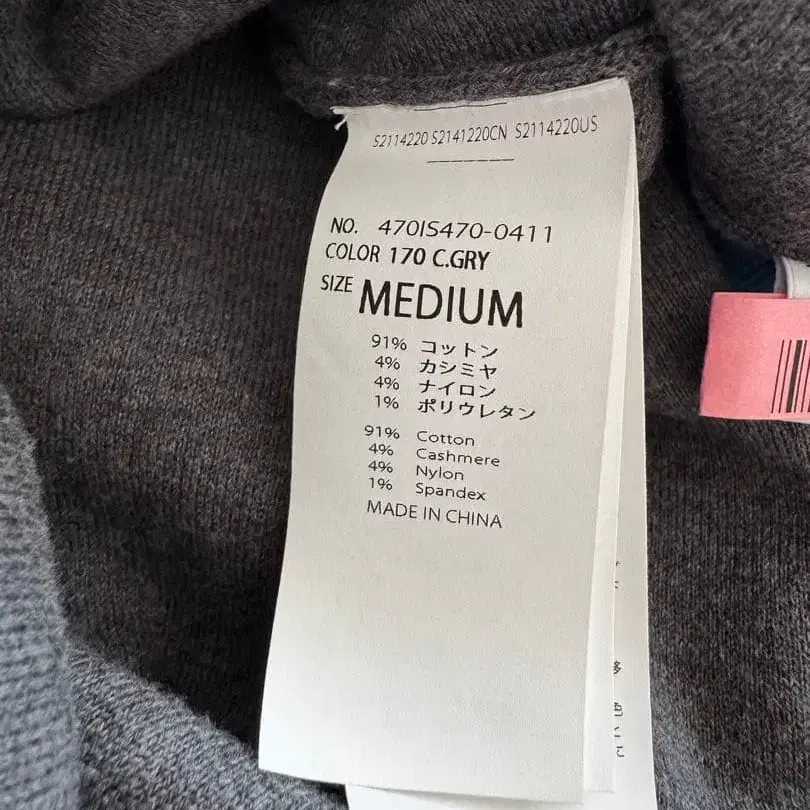 S2114220 S2141220CN S2114220US
NO. 470IS470-0411
COLOR 170 C.GRY
SIZE MEDIUM
91% コットン
4% カシミヤ
4% ナイロン
1% ポリウレタン
91% Cotton
4% Cashmere
4% Nylon
1% Spandex
MADE IN CHINA
色